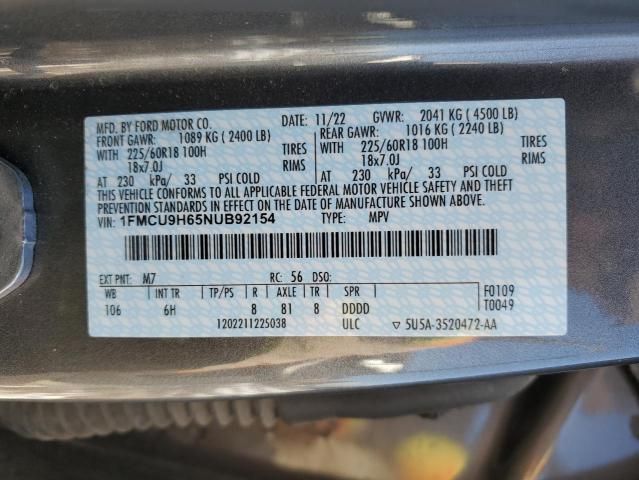 MFD. BY FORD MOTOR CO.
DATE: 11/22 GVWR: 2041 KG (4500 LB)
FRONT GAWR: 1089 KG (2400 LB)
REAR GAWR: 1016 KG (2240 LB)
WITH 225/60R18 100H TIRES
WITH 225/60R18 100H TIRES
18x7.0J RIMS
18x7.0J RIMS
AT 230 kPa/ 33 PSI COLD
AT 230 kPa/ 33 PSI COLD
THIS VEHICLE CONFORMS TO ALL APPLICABLE FEDERAL MOTOR VEHICLE SAFETY AND THEFT
PREVENTION STANDARDS IN EFFECT ON THE DATE OF MANUFACTURE SHOWN ABOVE.
VIN: 1FMCU9H65NUB92154 TYPE: MPV
EXT PNT: M7 RC: 56 DSO:
WB INT TR TP/PS R AXLE TR SPR
106 6H 8 81 8 DDDD
F0109
T0049
1202211225038 ULC ▽ 5U5A-3520472-AA